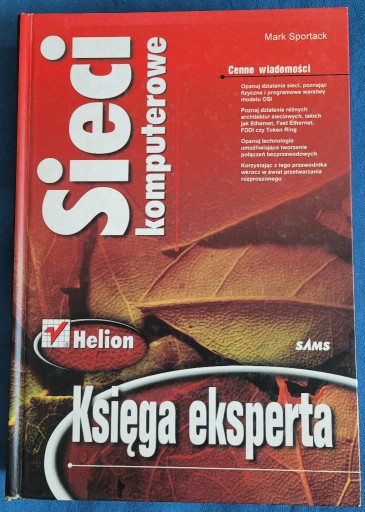 Mark Sportack
Sieci
komputerowe
Cenne wiadomości
Opanuj działanie sieci, poznając
fizyczne i programowe warstwy
modelu OSI
Poznaj działanie różnych
architektur sieciowych, takich
jak Ethernet, Fast Ethernet,
FDDI czy Token Ring
Opanuj technologie
umożliwiające tworzenie
połączeń bezprzewodowych
Korzystając z tego przewodnika
wkrocz w świat przetwarzania
rozproszonego
Helion
SAMS
Księga eksperta